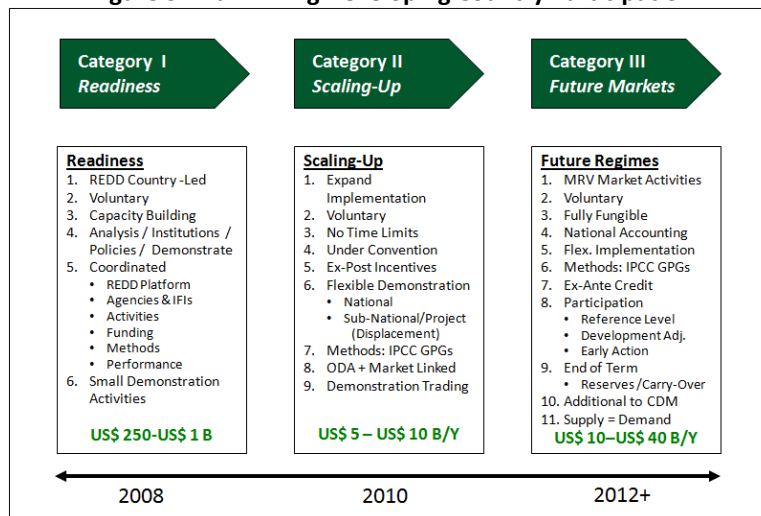 Category I
Readiness
Category II
Scaling-Up
Category III
Future Markets
Readiness
1. REDD Country -Led
2. Voluntary
3. Capacity Building
4. Analysis / Institutions /
Policies / Demonstrate
5. Coordinated
• REDD Platform
• Agencies & IFIs
• Activities
• Funding
• Methods
• Performance
6. Small Demonstration
Activities
US$ 250-US$ 1 B
Scaling-Up
1. Expand
Implementation
2. Voluntary
3. No Time Limits
4. Under Convention
5. Ex-Post Incentives
6. Flexible Demonstration
• National
• Sub-National/Project
(Displacement)
7. Methods: IPCC GPGs
8. ODA + Market Linked
9. Demonstration Trading
US$ 5 – US$ 10 B/Y
Future Regimes
1. MRV Market Activities
2. Voluntary
3. Fully Fungible
4. National Accounting
5. Flex. Implementation
6. Methods: IPCC GPGs
7. Ex-Ante Credit
8. Participation
• Reference Level
• Development Adj.
• Early Action
9. End of Term
• Reserves /Carry-Over
10. Additional to CDM
11. Supply = Demand
US$ 10–US$ 40 B/Y
2008
2010
2012+